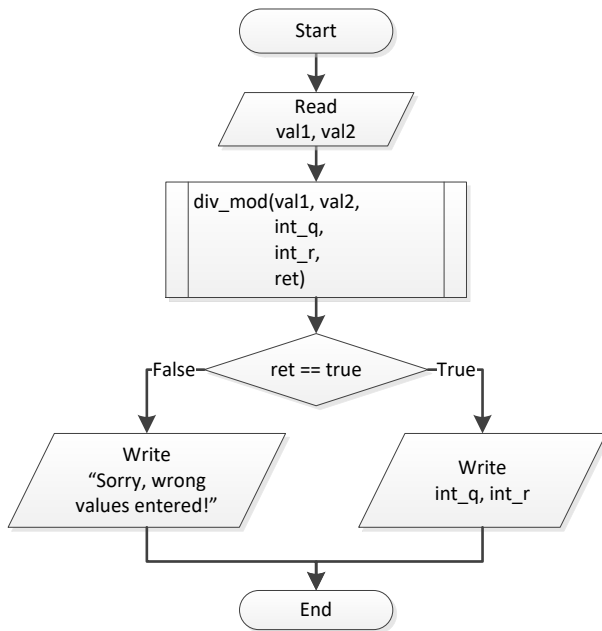 Start
Read
val1, val2
div_mod(val1, val2,
int_q,
int_r,
ret)
False
ret == true
True
Write
“Sorry, wrong
values entered!”
Write
int_q, int_r
End